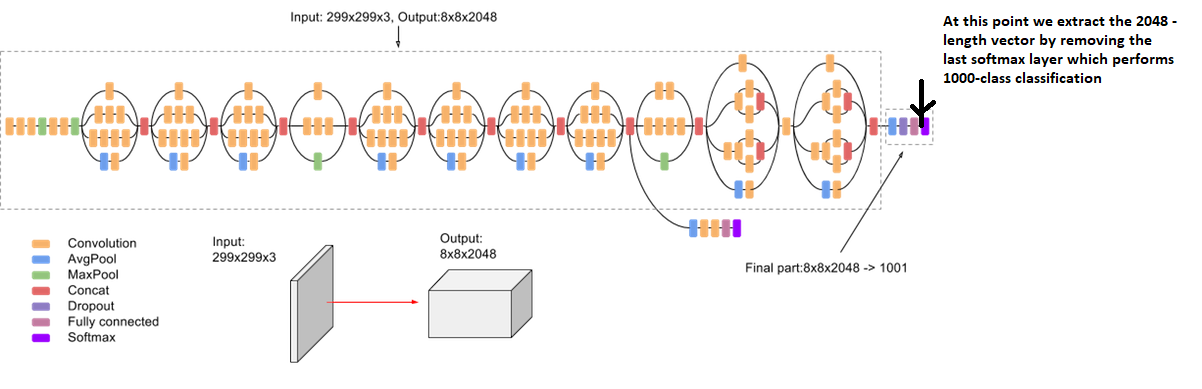 Input: 299x299x3, Output:8x8x2048
At this point we extract the 2048 -
length vector by removing the
last softmax layer which performs
1000-class classification
Convolution
AvgPool
MaxPool
Concat
Dropout
Fully connected
Softmax
Input:
299x299x3
Output:
8x8x2048
Final part:8x8x2048 -> 1001